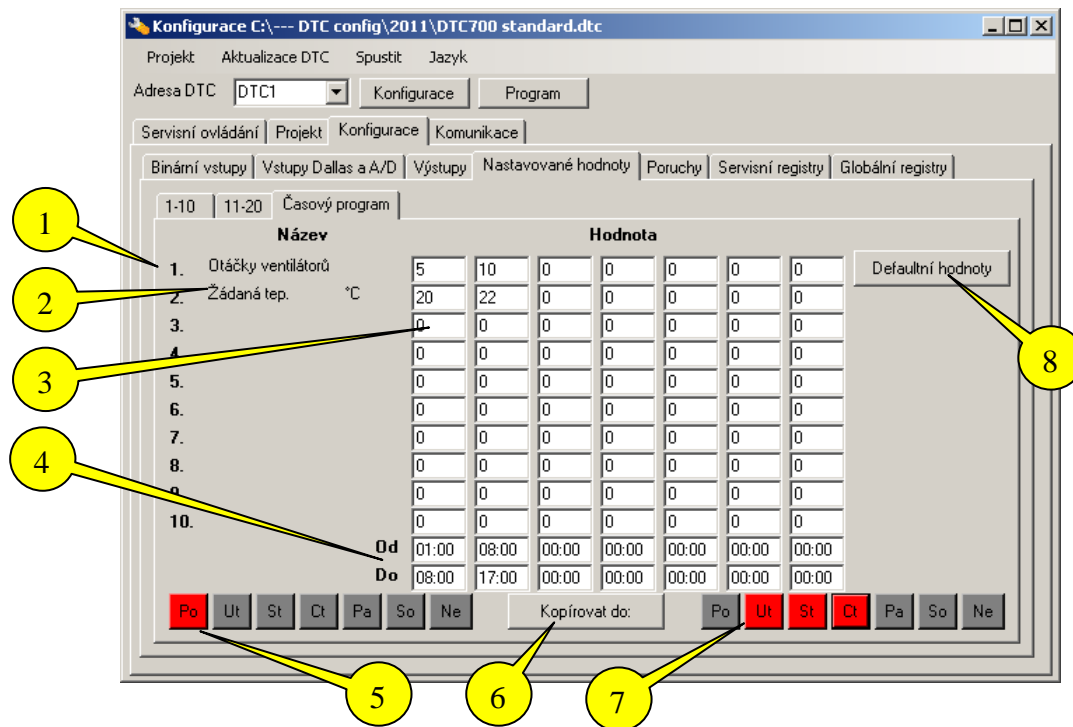 Konfigurace C:\--- DTC config\2011\DTC700 standard.dtc
Projekt Aktualizace DTC Spustit Jazyk
Adresa DTC DTC1 Konfigurace Program
Servisní ovládání Projekt Konfigurace Komunikace
Binární vstupy Vstupy Dallas a A/D Výstupy Nastavované hodnoty Poruchy Servisní registry Globální registry
1-10 11-20 Časový program
Název Hodnota
1. Otáčky ventilátorů 5 10 0 0 0 0 0 Defaultní hodnoty
2. Žádaná tep. °C 20 22 0 0 0 0 0
3. 0 0 0 0 0 0 0
4. 0 0 0 0 0 0 0
5. 0 0 0 0 0 0 0
6. 0 0 0 0 0 0 0
7. 0 0 0 0 0 0 0
8. 0 0 0 0 0 0 0
9. 0 0 0 0 0 0 0
10. 0 0 0 0 0 0 0
Od 01:00 08:00 00:00 00:00 00:00 00:00 00:00
Do 08:00 17:00 00:00 00:00 00:00 00:00 00:00
Po Ut St Ct Pa So Ne Kopírovat do: Po Ut St Ct Pa So Ne
1
2
3
4
5
6
7
8